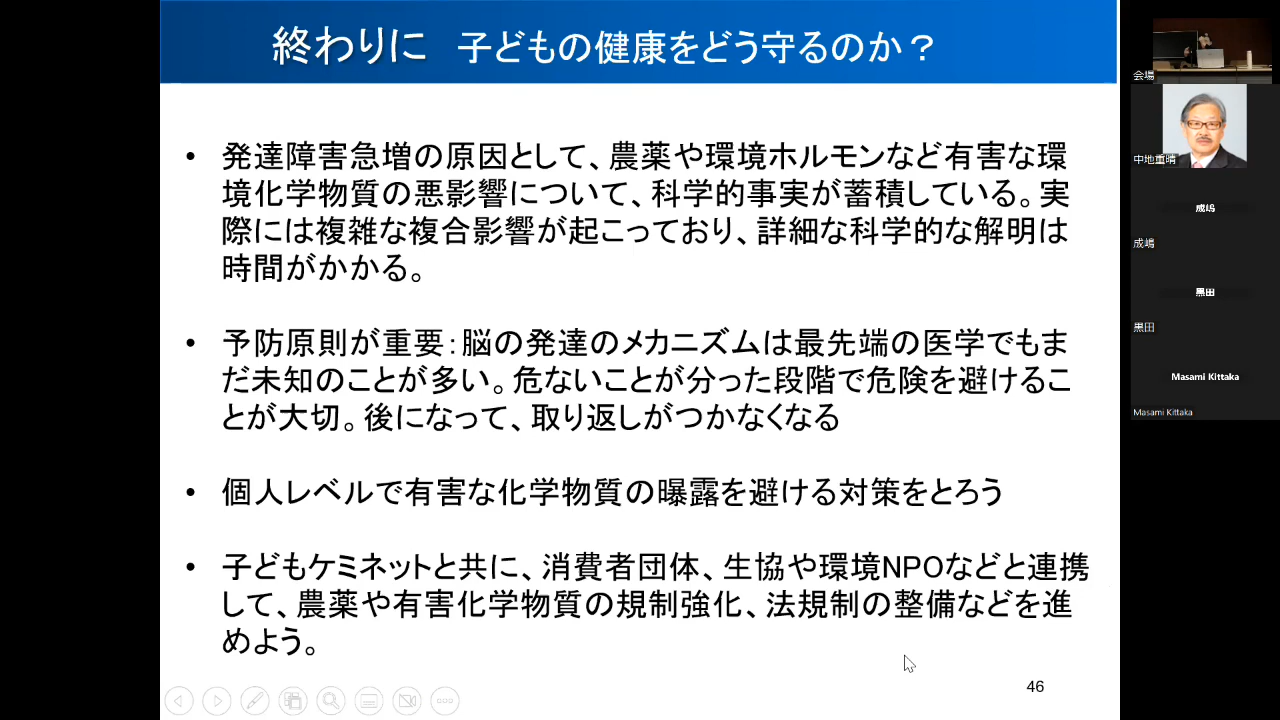 終わりに　子どもの健康をどう守るのか？
• 発達障害急増の原因として、農薬や環境ホルモンなど有害な環
境化学物質の悪影響について、科学的事実が蓄積している。実
際には複雑な複合影響が起こっており、詳細な科学的な解明は
時間がかかる。
• 予防原則が重要：脳の発達のメカニズムは最先端の医学でもま
だ未知のことが多い。危ないことが分った段階で危険を避けるこ
とが大切。後になって、取り返しがつかなくなる
• 個人レベルで有害な化学物質の曝露を避ける対策をとろう
• 子どもケミネットと共に、消費者団体、生協や環境NPOなどと連携
して、農薬や有害化学物質の規制強化、法規制の整備などを進
めよう。
46
会場
中地重晴
成嶋
成嶋
黒田
黒田
Masami Kittaka
Masami Kittaka